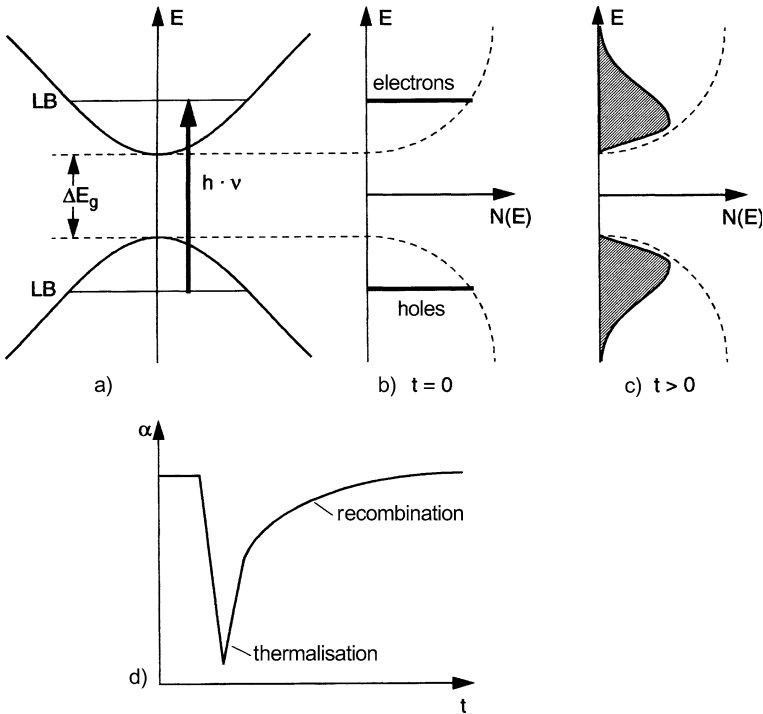 E
LB
ΔEg
h · ν
LB
a)
E
electrons
N(E)
holes
b) t = 0
E
N(E)
c) t > 0
α
recombination
thermalisation
d)
t